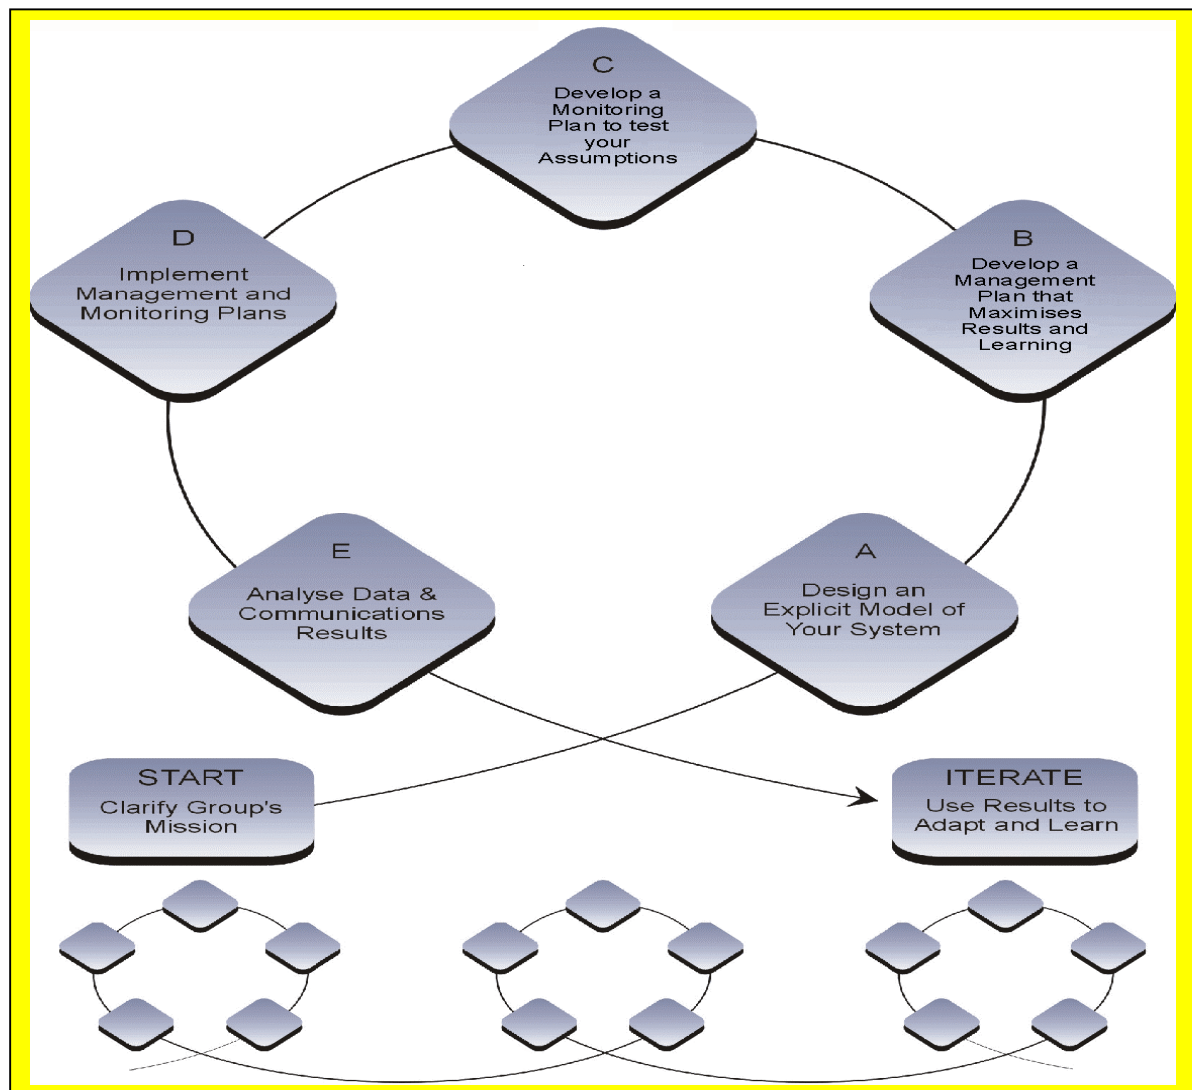 C
Develop a
Monitoring
Plan to test
your
Assumptions
D
Implement
Management and
Monitoring Plans
B
Develop a
Management
Plan that
Maximises
Results and
Learning
E
Analyse Data &
Communications
Results
A
Design an
Explicit Model of
Your System
START
Clarify Group's
Mission
ITERATE
Use Results to
Adapt and Learn